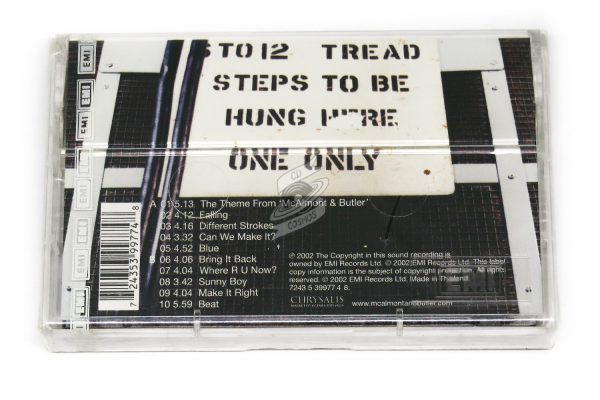 STO12 TREAD
STEPS TO BE
HUNG HERE
ONE ONLY
EMI
EMI
EMI
A 01 5.13 The Theme From 'McAlmont & Butler'
02 4.12 Falling
03 4.16 Different Strokes
04 3.32 Can We Make It?
05 4.52 Blue
B 06 4.06 Bring It Back
07 4.04 Where R U Now?
08 3.42 Sunny Boy
09 4.04 Make It Right
10 5.59 Beat
7 24353 99774 8
CD
COSMOS
℗ 2002 The Copyright in this sound recording is
owned by EMI Records Ltd. © 2002 EMI Records Ltd. This label
copy information is the subject of copyright protection. All rights
reserved. © 2002 EMI Records Ltd. Made in Thailand.
7243 5 39977 4 8.
CHRYSALIS
www.mcalmontandbutler.com